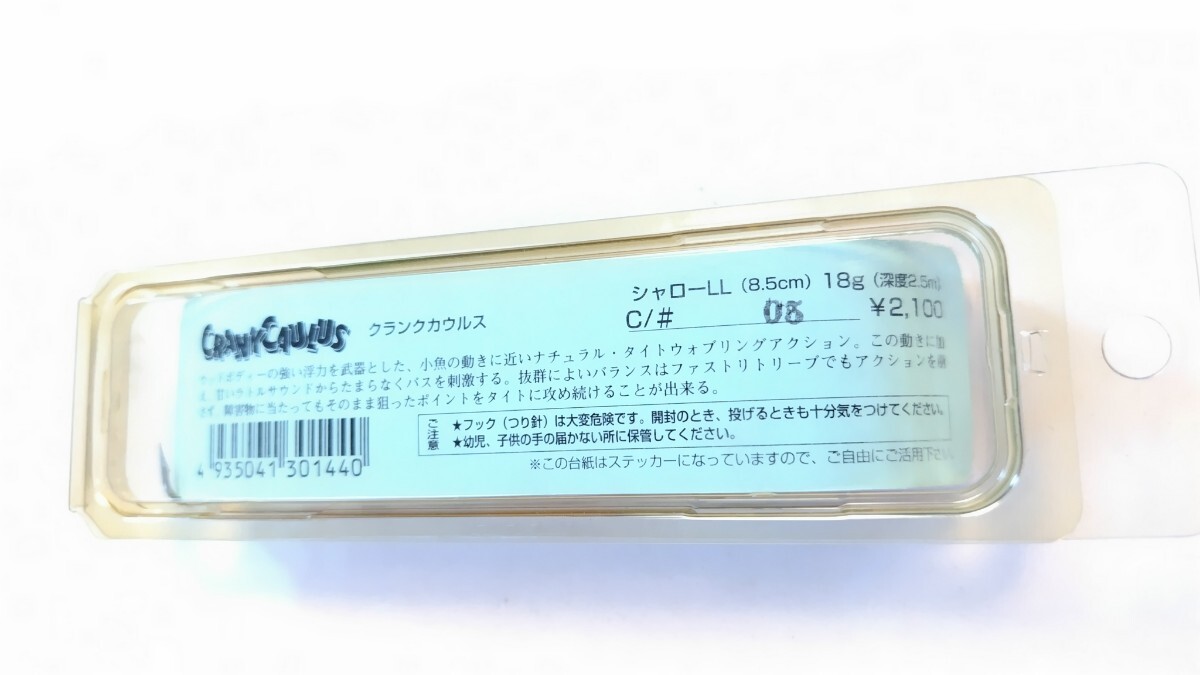 シャローLL（8.5cm）18g（深度2.5m）
CRANKCAULUS クランクカウルス C/# 08 ￥2,100
ウッドボディーの強い浮力を武器とした、小魚の動きに近いナチュラル・タイトウォブリングアクション。この動きに加
え、甘いラトルサウンドからたまらなくバスを刺激する。抜群によいバランスはファストリトリーブでもアクションを崩
さず、障害物に当たってもそのまま狙ったポイントをタイトに攻め続けることが出来る。
ご注意
★フック（つり針）は大変危険です。開封のとき、投げるときも十分気をつけてください。
★幼児、子供の手の届かない所に保管してください。
4 935041 301440
※この台紙はステッカーになっていますので、ご自由にご活用下さい